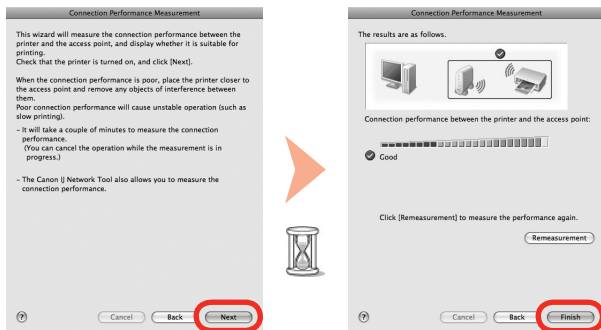 Connection Performance Measurement
This wizard will measure the connection performance between the
printer and the access point, and display whether it is suitable for
printing.
Check that the printer is turned on, and click [Next].
When the connection performance is poor, place the printer closer to
the access point and remove any objects of interference between
them.
Poor connection performance will cause unstable operation (such as
slow printing).
– It will take a couple of minutes to measure the connection
performance.
(You can cancel the operation while the measurement is in
progress.)
– The Canon IJ Network Tool also allows you to measure the
connection performance.
? Cancel Back Next
Connection Performance Measurement
The results are as follows.
Connection performance between the printer and the access point:
Good
Click [Remeasurement] to measure the performance again.
Remeasurement
? Cancel Back Finish